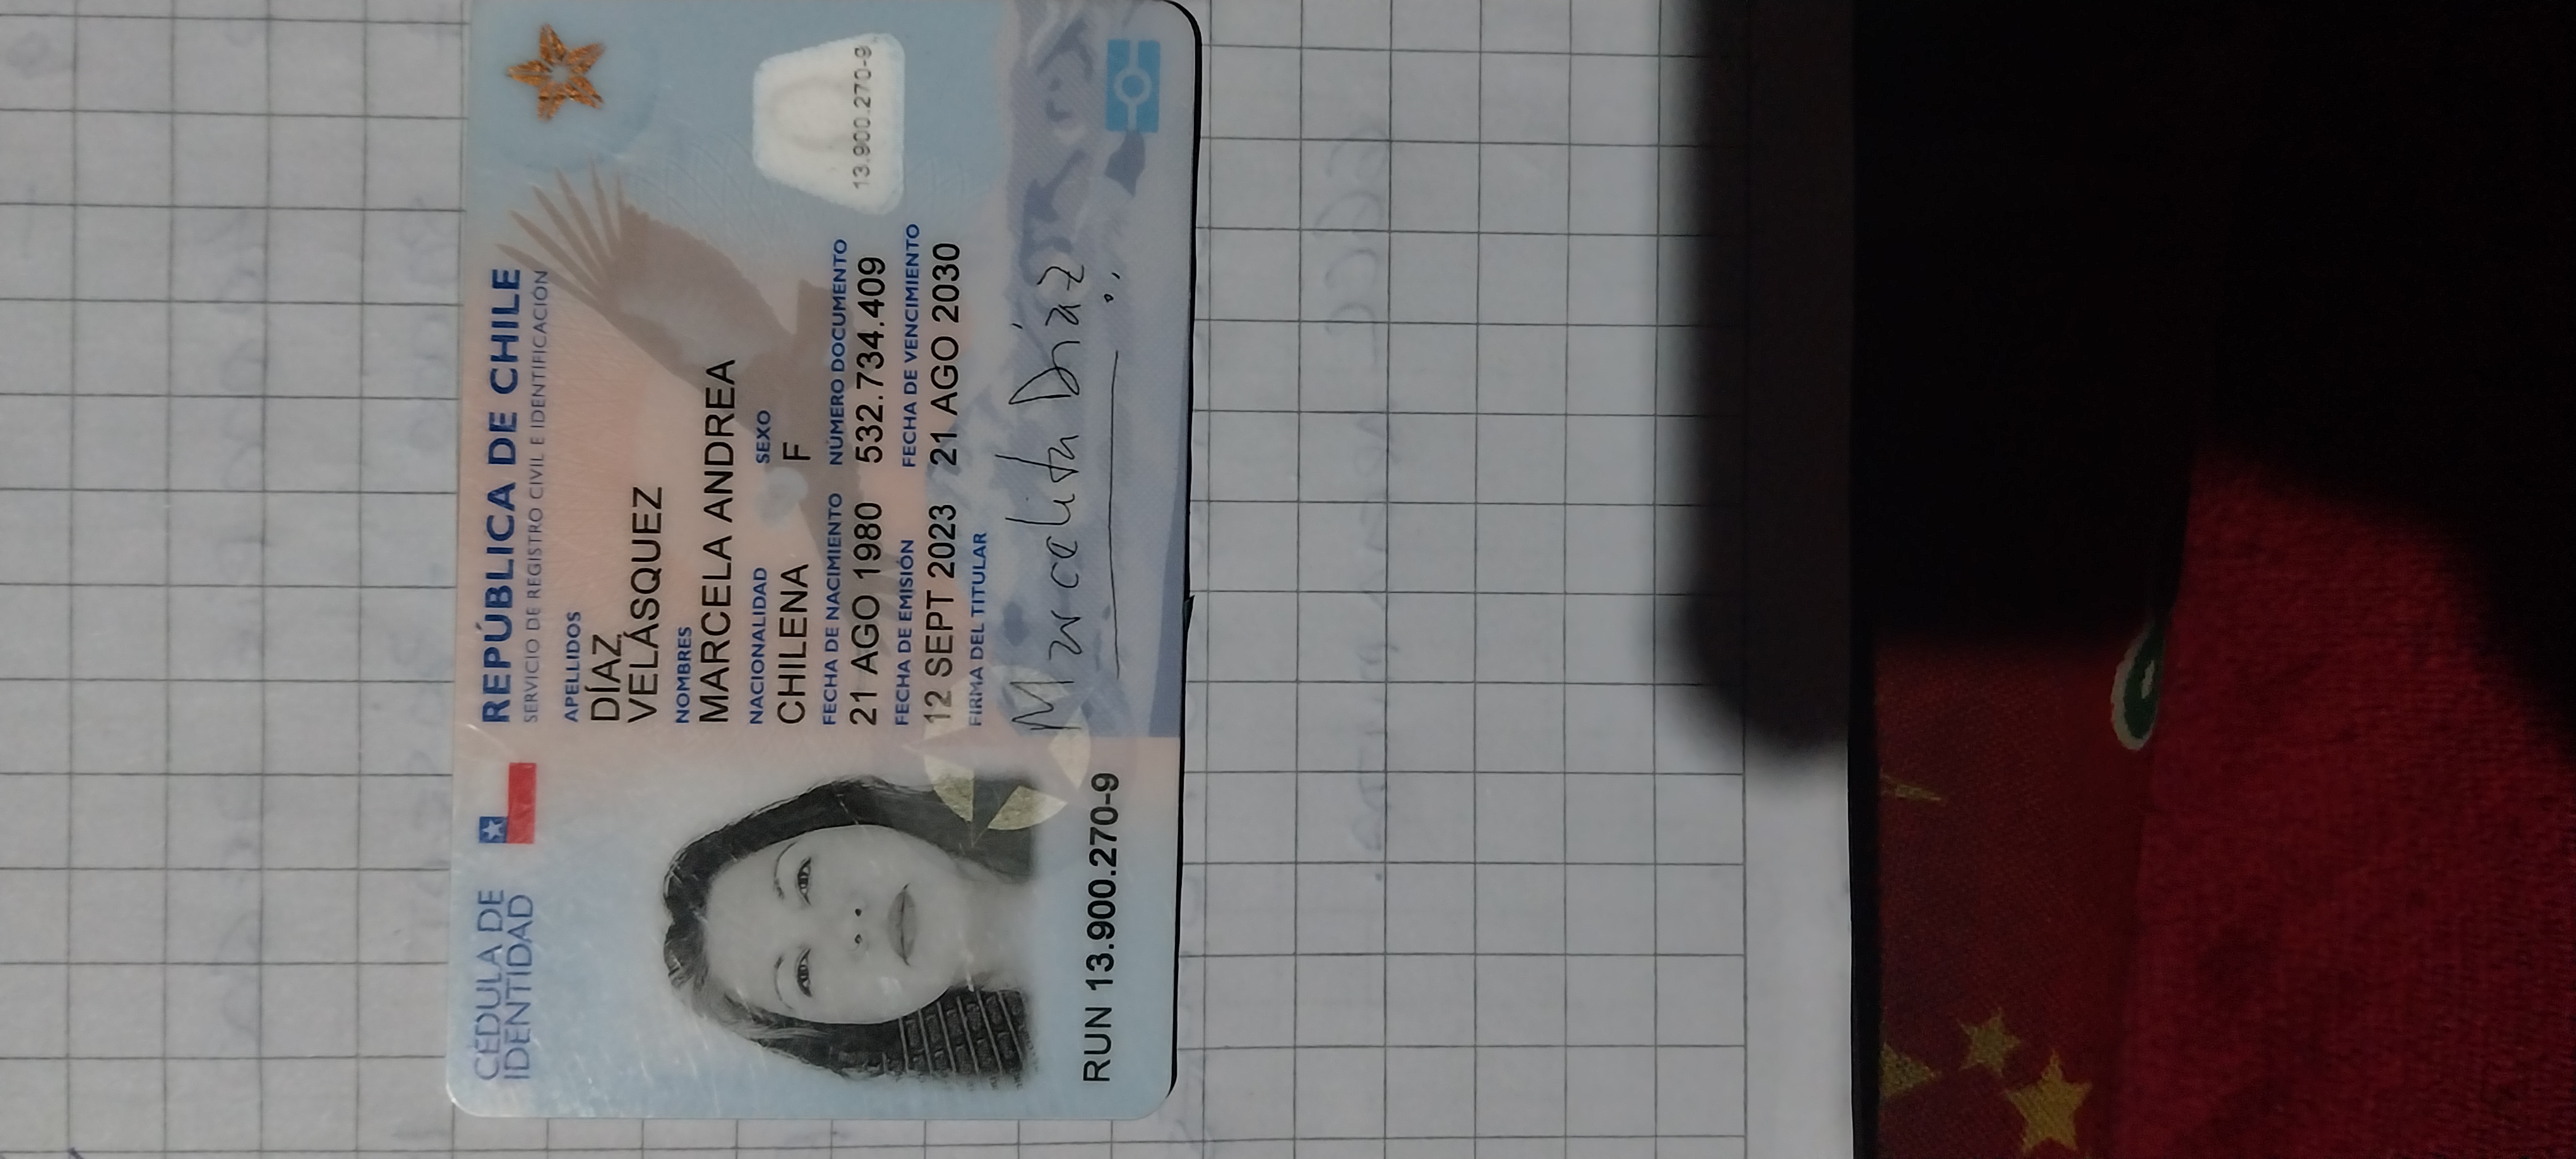 CÉDULA DE
IDENTIDAD
REPÚBLICA DE CHILE
SERVICIO DE REGISTRO CIVIL E IDENTIFICACIÓN
APELLIDOS
DÍAZ
VELÁSQUEZ
NOMBRES
MARCELA ANDREA
NACIONALIDAD SEXO
CHILENA F
FECHA DE NACIMIENTO NÚMERO DOCUMENTO
21 AGO 1980 532.734.409
13.900.270-9
FECHA DE EMISIÓN FECHA DE VENCIMIENTO
12 SEPT 2023 21 AGO 2030
FIRMA DEL TITULAR
Marcelita Díaz
RUN 13.900.270-9